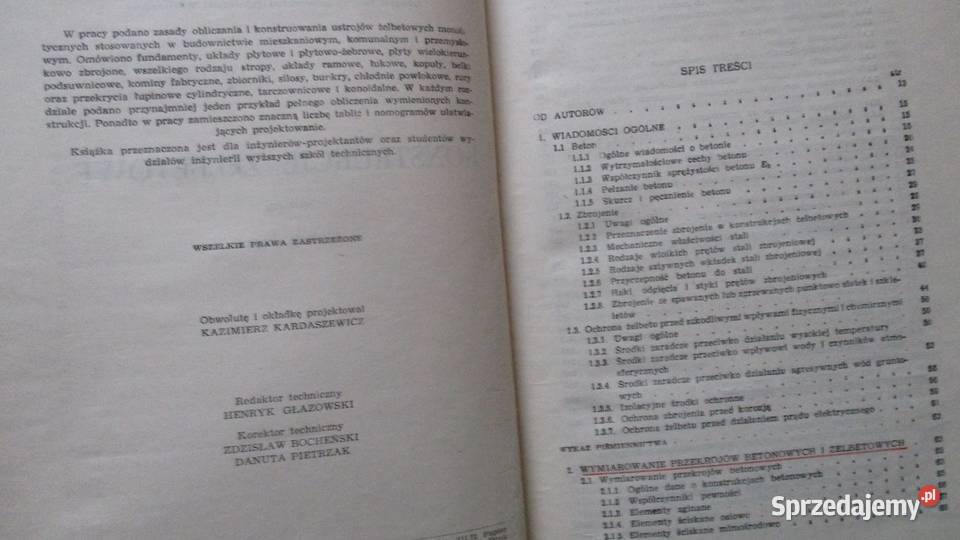 W pracy podano zasady obliczania i konstruowania ustrojów żelbetowych monoli-
tycznych stosowanych w budownictwie mieszkaniowym, komunalnym i przemysło-
wym. Omówiono fundamenty, układy płytowe i płytowo-żebrowe, płyty wielokierun-
kowo zbrojone, wszelkiego rodzaju stropy, układy ramowe, łukowe, kopuły, belki
podsuwnicowe, kominy fabryczne, zbiorniki, silosy, bunkry, chłodnie powłokowe, rury
oraz przekrycia łupinowe cylindryczne, tarczownicowe i konoidalne. W każdym roz-
dziale podano przynajmniej jeden przykład pełnego obliczenia wymienionych kon-
strukcji. Ponadto w pracy zamieszczono znaczną liczbę tablic i nomogramów ułatwia-
jących projektowanie.
Książka przeznaczona jest dla inżynierów-projektantów oraz studentów wy-
działów inżynierii wyższych szkół technicznych.
WSZELKIE PRAWA ZASTRZEŻONE
Obwolutę i okładkę projektował
KAZIMIERZ KARDASZEWICZ
Redaktor techniczny
HENRYK GŁAZOWSKI
Korektor techniczny
ZDZISŁAW BOCHEŃSKI
DANUTA PIETRZAK
SPIS TREŚCI
str
OD AUTORÓW 13
1. WIADOMOŚCI OGÓLNE 15
1.1 Beton 15
1.1.1 Ogólne wiadomości o betonie
1.1.2 Wytrzymałościowe cechy betonu
1.1.3 Współczynnik sprężystości betonu
1.1.4 Pełzanie betonu
1.1.5 Skurcz i pęcznienie betonu
1.2. Zbrojenie
1.2.1 Uwagi ogólne
1.2.2 Przeznaczenie zbrojenia w konstrukcjach żelbetowych
1.2.3 Mechaniczne właściwości stali
1.2.4 Rodzaje wiotkich prętów stali zbrojeniowej
1.2.5 Rodzaje sztywnych wkładek stali zbrojeniowej
1.2.6 Przyczepność betonu do stali
1.2.7 Haki, odgięcia i styki prętów zbrojeniowych
1.2.8 Zbrojenie ze spawanych lub zgrzewanych punktowo siatek i szkie-
letów 44
1.3. Ochrona żelbetu przed szkodliwymi wpływami fizycznymi i chemicznymi 50
1.3.1 Uwagi ogólne 50
1.3.2 Środki zaradcze przeciwko działaniu wysokiej temperatury
1.3.3. Środki zaradcze przeciwko wpływowi wody i czynników atmo-
sferycznych
1.3.4. Środki zaradcze przeciwko działaniu agresywnych wód grunto-
wych
1.3.5. Izolacyjne środki ochronne
1.3.6. Ochrona zbrojenia przed korozją
1.3.7. Ochrona żelbetu przed działaniem prądu elektrycznego
WYKAZ PIŚMIENNICTWA
2. WYMIAROWANIE PRZEKROJÓW BETONOWYCH I ŻELBETOWYCH 63
2.1 Wymiarowanie przekrojów betonowych
2.1.1. Ogólne dane o konstrukcjach betonowych
2.1.2 Współczynniki pewności
2.1.3 Elementy zginane
2.1.4. Elementy ściskane osiowo
2.1.5 Elementy ściskane mimośrodowo
Sprzedajemy.pl